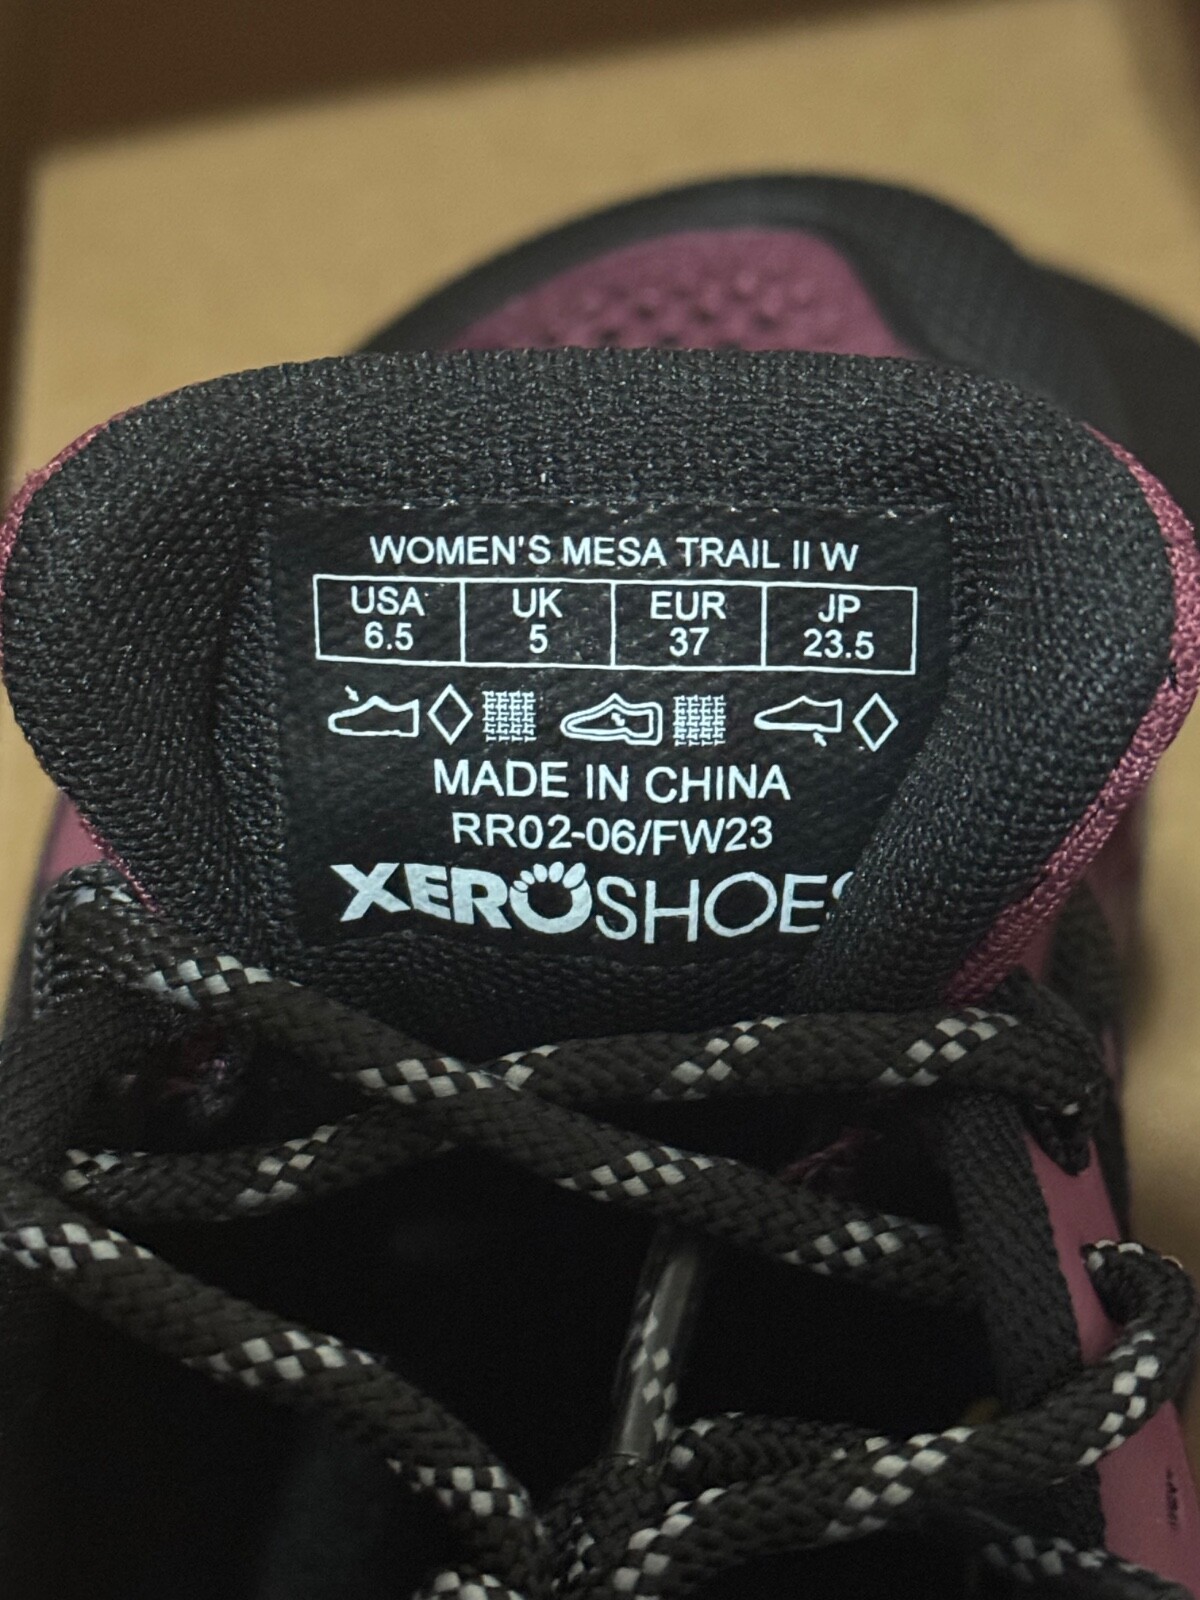 WOMEN'S MESA TRAIL II W
USA UK EUR JP
6.5 5 37 23.5
MADE IN CHINA
RR02-06/FW23
XEROSHOES